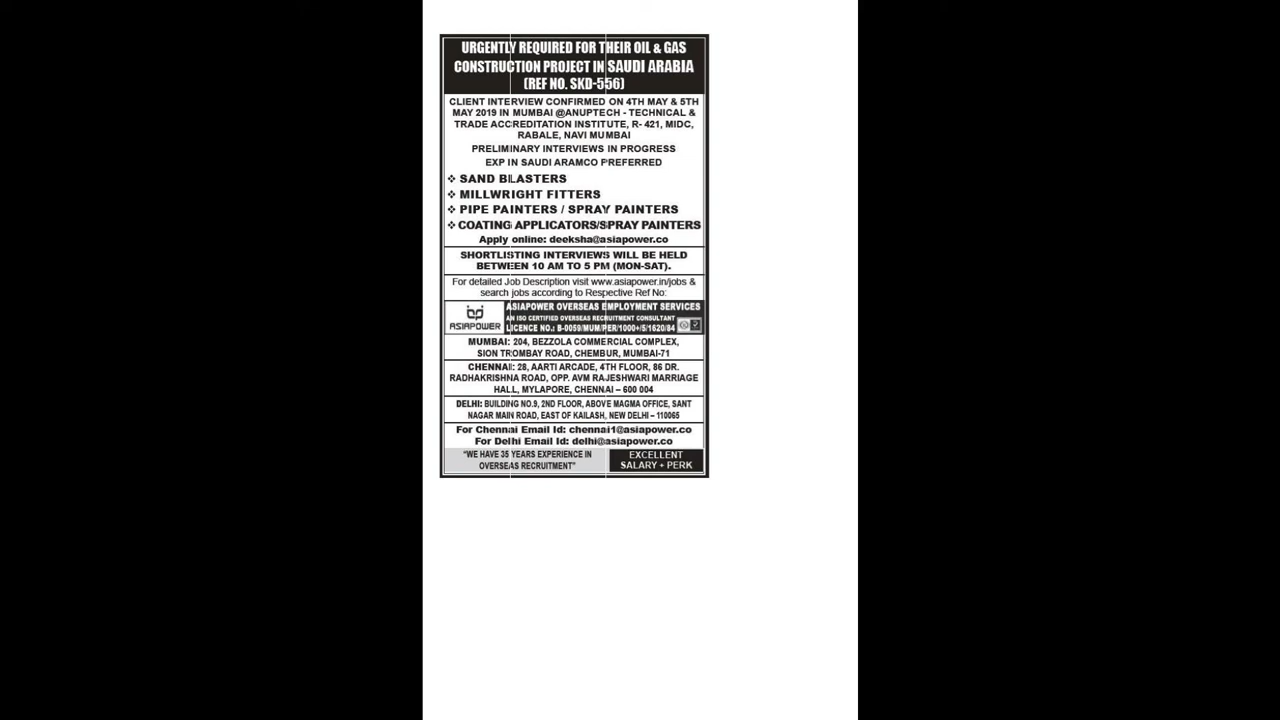 URGENTLY REQUIRED FOR THEIR OIL & GAS
CONSTRUCTION PROJECT IN SAUDI ARABIA
(REF NO. SKD-556)
CLIENT INTERVIEW CONFIRMED ON 4TH MAY & 5TH
MAY 2019 IN MUMBAI @ANUPTECH - TECHNICAL &
TRADE ACCREDITATION INSTITUTE, R- 421, MIDC,
RABALE, NAVI MUMBAI
PRELIMINARY INTERVIEWS IN PROGRESS
EXP IN SAUDI ARAMCO PREFERRED
❖ SAND BLASTERS
❖ MILLWRIGHT FITTERS
❖ PIPE PAINTERS / SPRAY PAINTERS
❖ COATING APPLICATORS/SPRAY PAINTERS
Apply online: deeksha@asiapower.co
SHORTLISTING INTERVIEWS WILL BE HELD
BETWEEN 10 AM TO 5 PM (MON-SAT).
For detailed Job Description visit www.asiapower.in/jobs &
search jobs according to Respective Ref No:
ASIAPOWER
ASIAPOWER OVERSEAS EMPLOYMENT SERVICES
AN ISO CERTIFIED OVERSEAS RECRUITMENT CONSULTANT
LICENCE NO.: B-0059/MUM/PER/1000+/5/1620/84
MUMBAI: 204, BEZZOLA COMMERCIAL COMPLEX,
SION TROMBAY ROAD, CHEMBUR, MUMBAI-71
CHENNAI: 28, AARTI ARCADE, 4TH FLOOR, 86 DR.
RADHAKRISHNA ROAD, OPP. AVM RAJESHWARI MARRIAGE
HALL, MYLAPORE, CHENNAI – 600 004
DELHI: BUILDING NO.9, 2ND FLOOR, ABOVE MAGMA OFFICE, SANT
NAGAR MAIN ROAD, EAST OF KAILASH, NEW DELHI – 110065
For Chennai Email Id: chennai1@asiapower.co
For Delhi Email Id: delhi@asiapower.co
"WE HAVE 35 YEARS EXPERIENCE IN
OVERSEAS RECRUITMENT"
EXCELLENT
SALARY + PERK